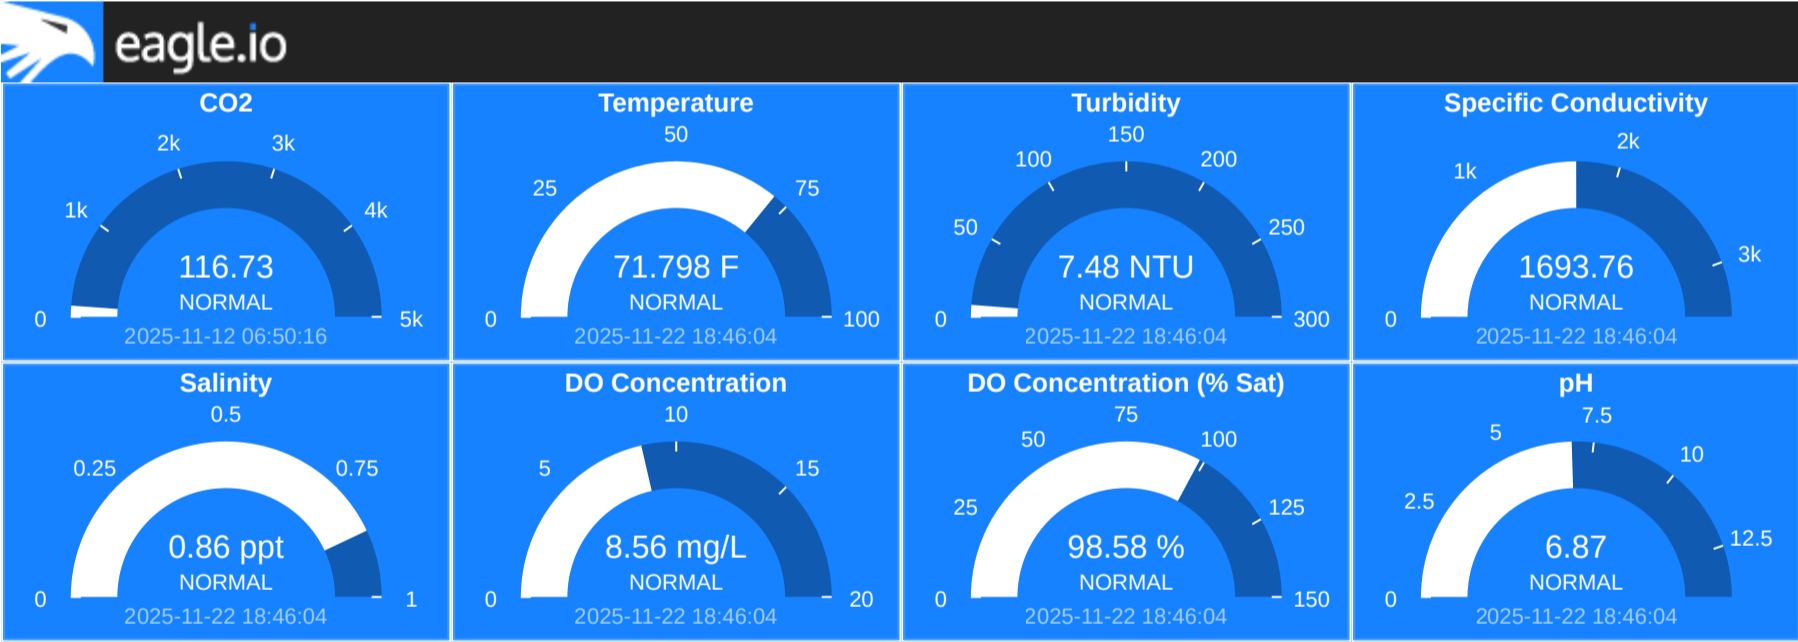 eagle.io
CO2
0
1k
2k
3k
4k
5k
116.73
NORMAL
2025-11-12 06:50:16
Temperature
0
25
50
75
100
71.798 F
NORMAL
2025-11-22 18:46:04
Turbidity
0
50
100
150
200
250
300
7.48 NTU
NORMAL
2025-11-22 18:46:04
Specific Conductivity
0
1k
2k
3k
1693.76
NORMAL
2025-11-22 18:46:04
Salinity
0
0.25
0.5
0.75
1
0.86 ppt
NORMAL
2025-11-22 18:46:04
DO Concentration
0
5
10
15
20
8.56 mg/L
NORMAL
2025-11-22 18:46:04
DO Concentration (% Sat)
0
25
50
75
100
125
150
98.58 %
NORMAL
2025-11-22 18:46:04
pH
0
2.5
5
7.5
10
12.5
6.87
NORMAL
2025-11-22 18:46:04